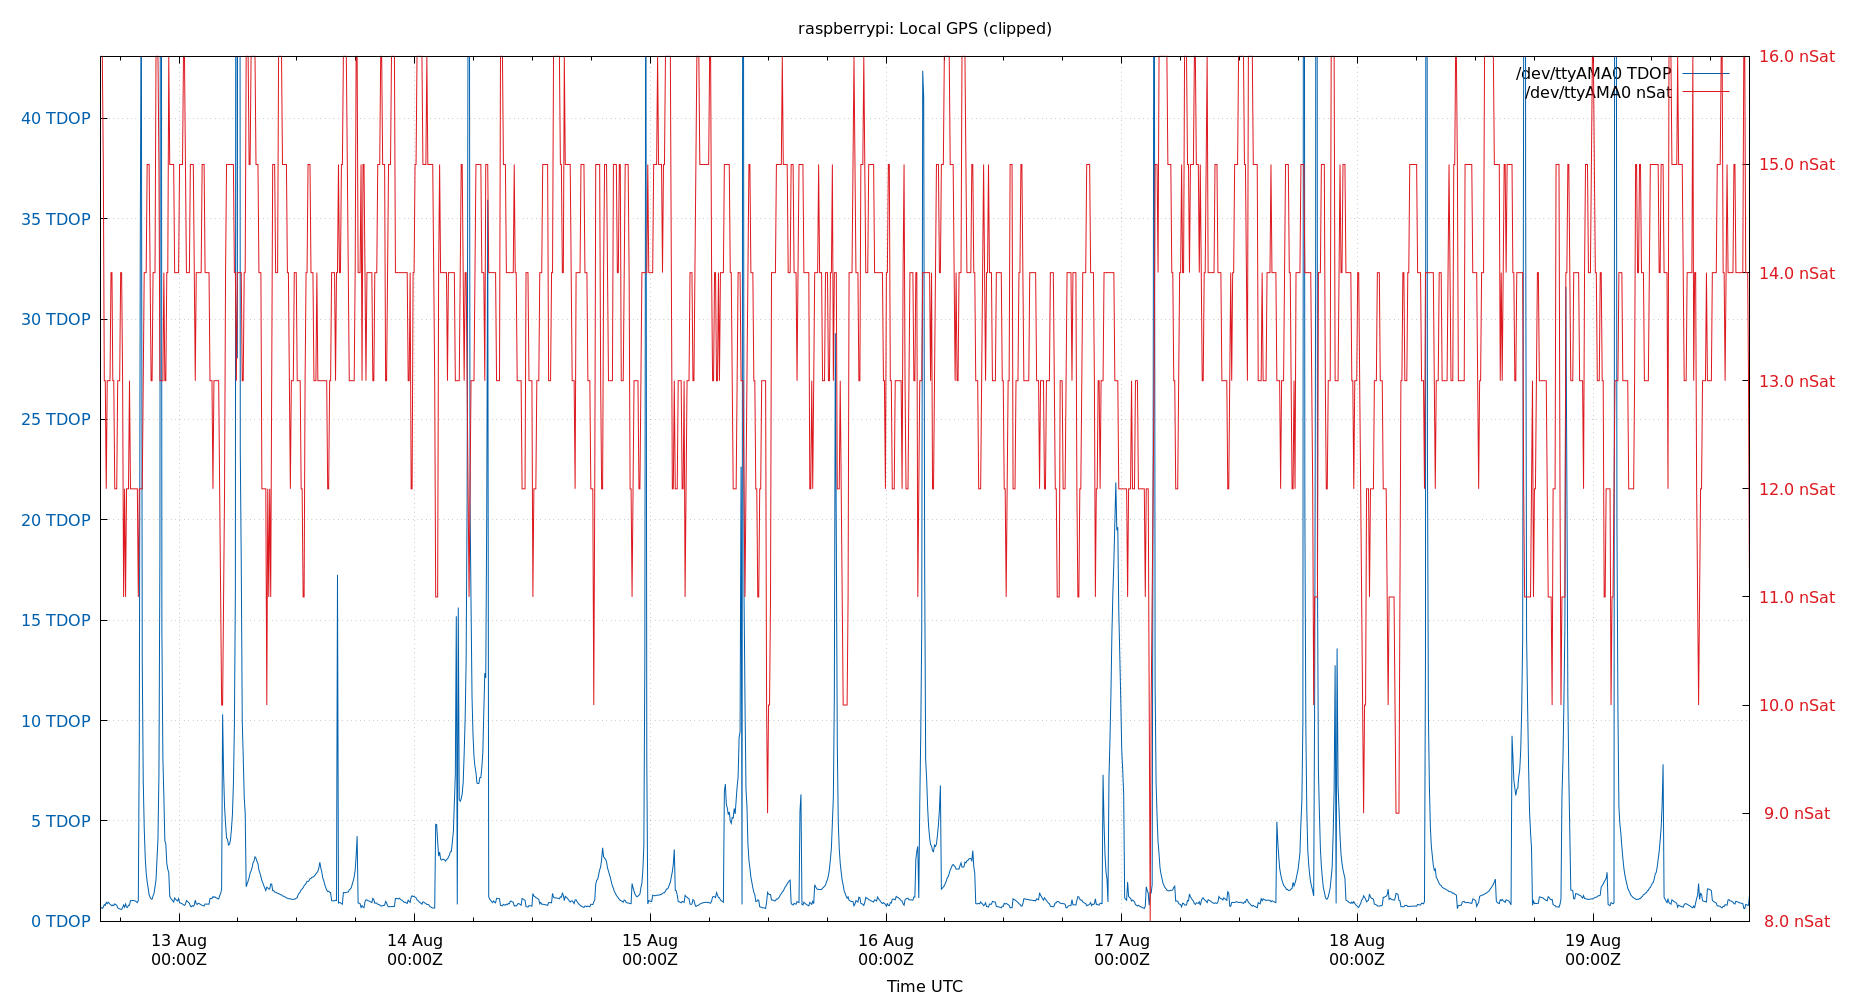 raspberrypi: Local GPS (clipped)
16.0 nSat
/dev/ttyAMA0 TDOP
/dev/ttyAMA0 nSat
40 TDOP
15.0 nSat
35 TDOP
14.0 nSat
30 TDOP
13.0 nSat
25 TDOP
12.0 nSat
20 TDOP
11.0 nSat
15 TDOP
10.0 nSat
10 TDOP
9.0 nSat
5 TDOP
0 TDOP
8.0 nSat
13 Aug 14 Aug 15 Aug 16 Aug 17 Aug 18 Aug 19 Aug
00:00Z 00:00Z 00:00Z 00:00Z 00:00Z 00:00Z 00:00Z
Time UTC